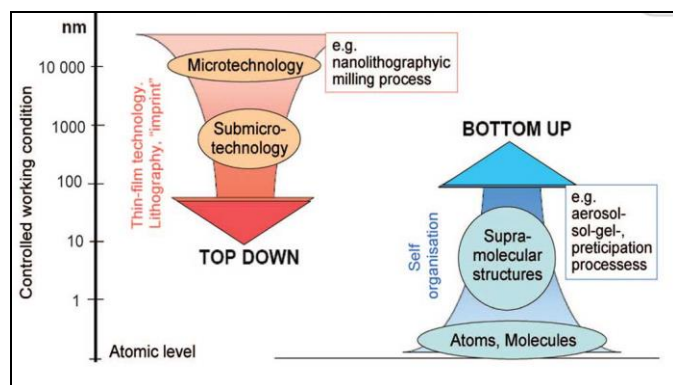 nm
10 000
1000
100
10
1
Controlled working condition
Atomic level
Thin-film technology.
Lithography, "imprint"
Microtechnology
Submicro-
technology
TOP DOWN
e.g.
nanolithographyic
milling process
BOTTOM UP
Self
organisation
Supra-
molecular
structures
Atoms, Molecules
e.g.
aerosol-
sol-gel-,
preticipation
processess